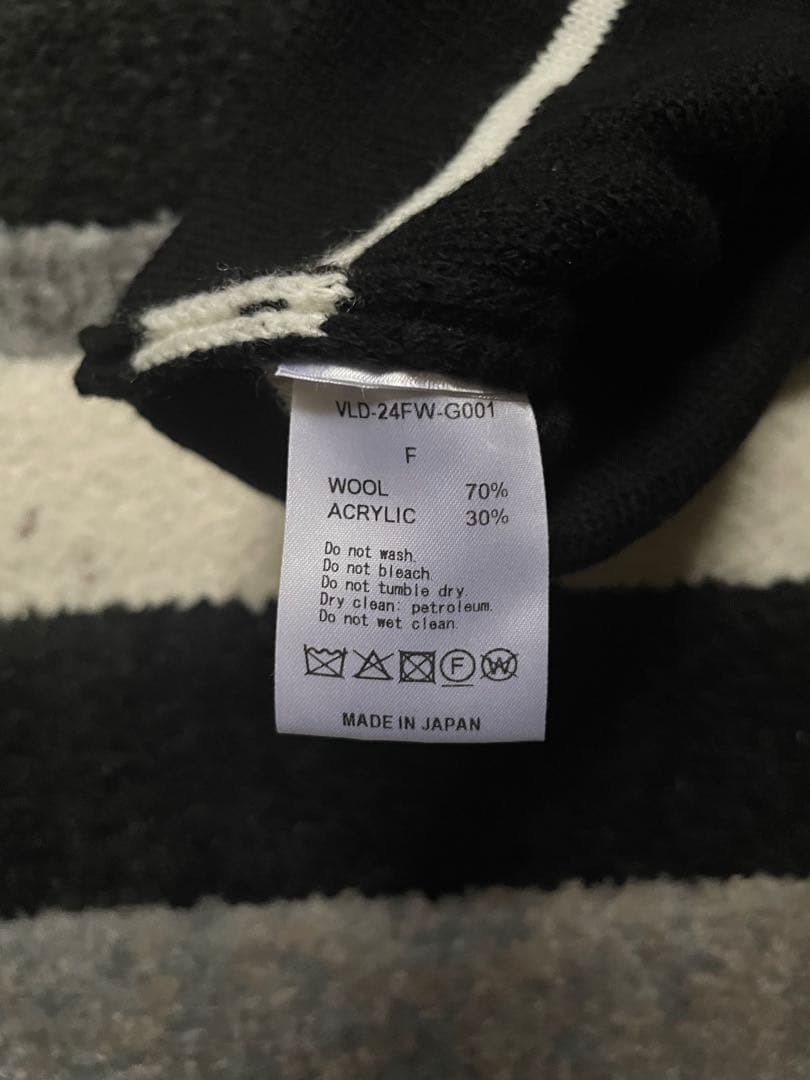 VLD-24FW-G001
F
WOOL 70%
ACRYLIC 30%
Do not wash.
Do not bleach.
Do not tumble dry.
Dry clean: petroleum.
Do not wet clean.
F W
MADE IN JAPAN